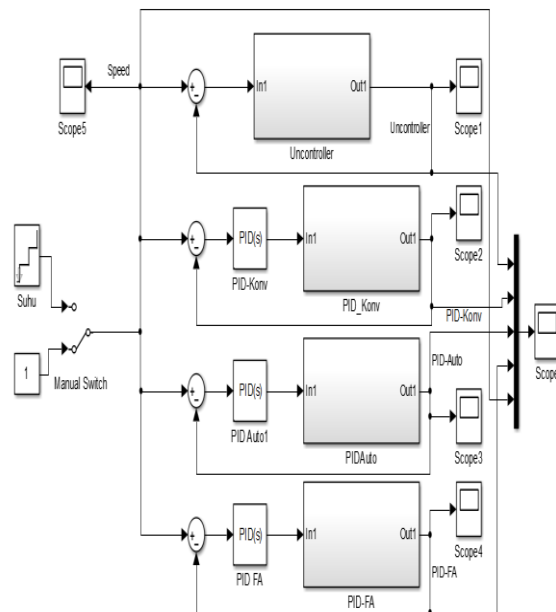 Speed
Scope5
In1
Out1
Uncontroller
Uncontroller
Scope1
PID(s)
PID-Konv
In1
Out1
PID_Konv
Scope2
PID-Konv
Suhu
1
Manual Switch
PID-Auto
Scope
PID(s)
PIDAuto1
In1
Out1
PIDAuto
Scope3
PID(s)
PID FA
In1
Out1
PID-FA
Scope4
PID-FA